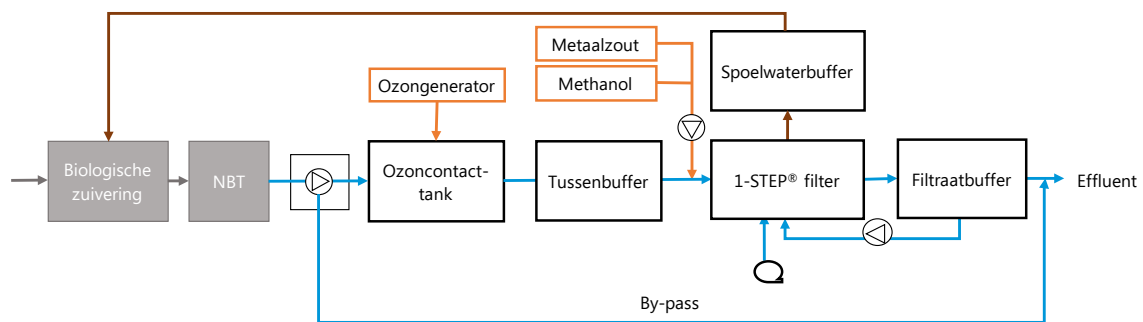 Metaalzout
Methanol
Spoelwaterbuffer
Ozongenerator
Biologische
zuivering
NBT
Ozoncontact-
tank
Tussenbuffer
1-STEP® filter
Filtraatbuffer
Effluent
By-pass